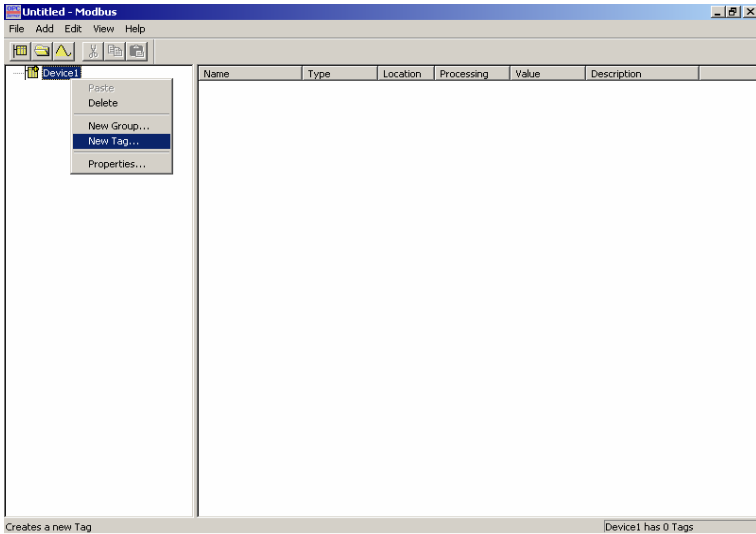 Untitled - Modbus
File Add Edit View Help
Device1
Name Type Location Processing Value Description
Paste
Delete
New Group...
New Tag...
Properties...
Creates a new Tag
Device1 has 0 Tags